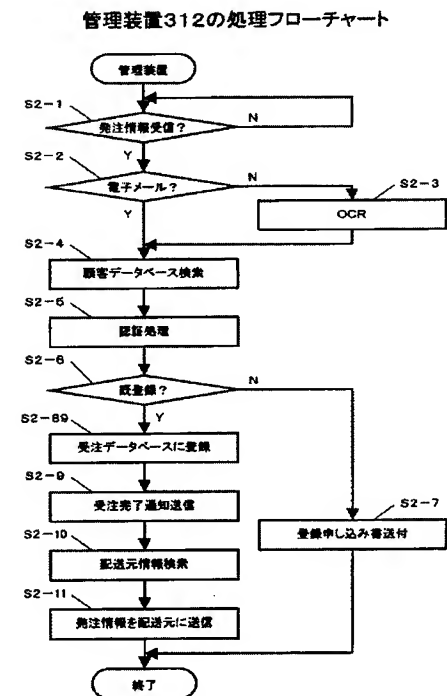 管理装置312の処理フローチャート
管理装置
S2-1
発注情報受信?
N
Y
S2-2
電子メール?
N
Y
S2-3
OCR
S2-4
顧客データベース検索
S2-5
認証処理
S2-6
既登録?
N
Y
S2-89
受注データベースに登録
S2-9
受注完了通知送信
S2-7
登録申し込み書送付
S2-10
配送元情報検索
S2-11
発注情報を配送元に送信
終了